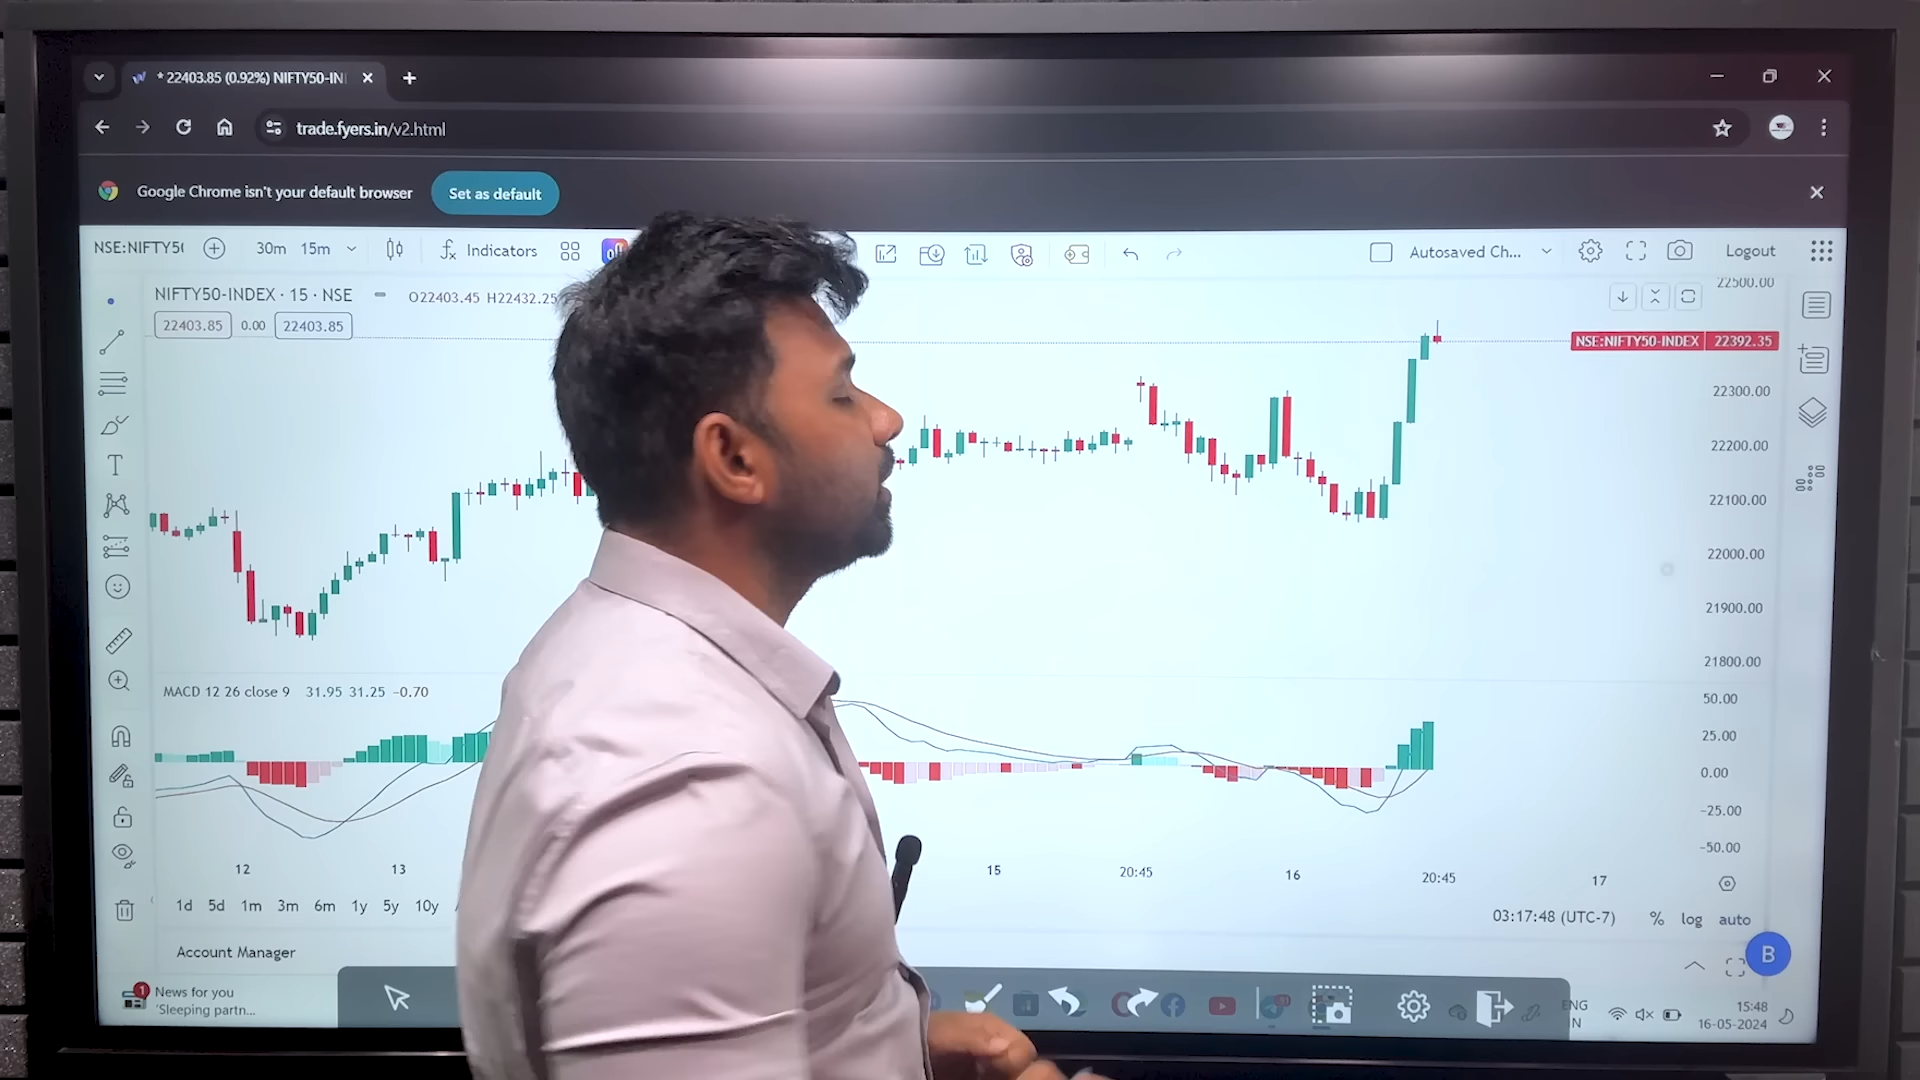 * 22403.85 (0.92%) NIFTY50-IN
trade.fyers.in/v2.html
Google Chrome isn't your default browser
Set as default
NSE:NIFTY5
30m 15m
Indicators
Autosaved Ch...
Logout
NIFTY50-INDEX · 15 · NSE
O22403.45 H22432.25
22403.85 0.00 22403.85
22500.00
NSE:NIFTY50-INDEX 22392.35
22300.00
22200.00
22100.00
22000.00
21900.00
21800.00
MACD 12 26 close 9 31.95 31.25 −0.70
50.00
25.00
0.00
−25.00
−50.00
12 13 15 20:45 16 20:45 17
1d 5d 1m 3m 6m 1y 5y 10y
03:17:48 (UTC-7) % log auto
Account Manager
B
1
News for you
'Sleeping partn...
ENG
IN
15:48
16-05-2024